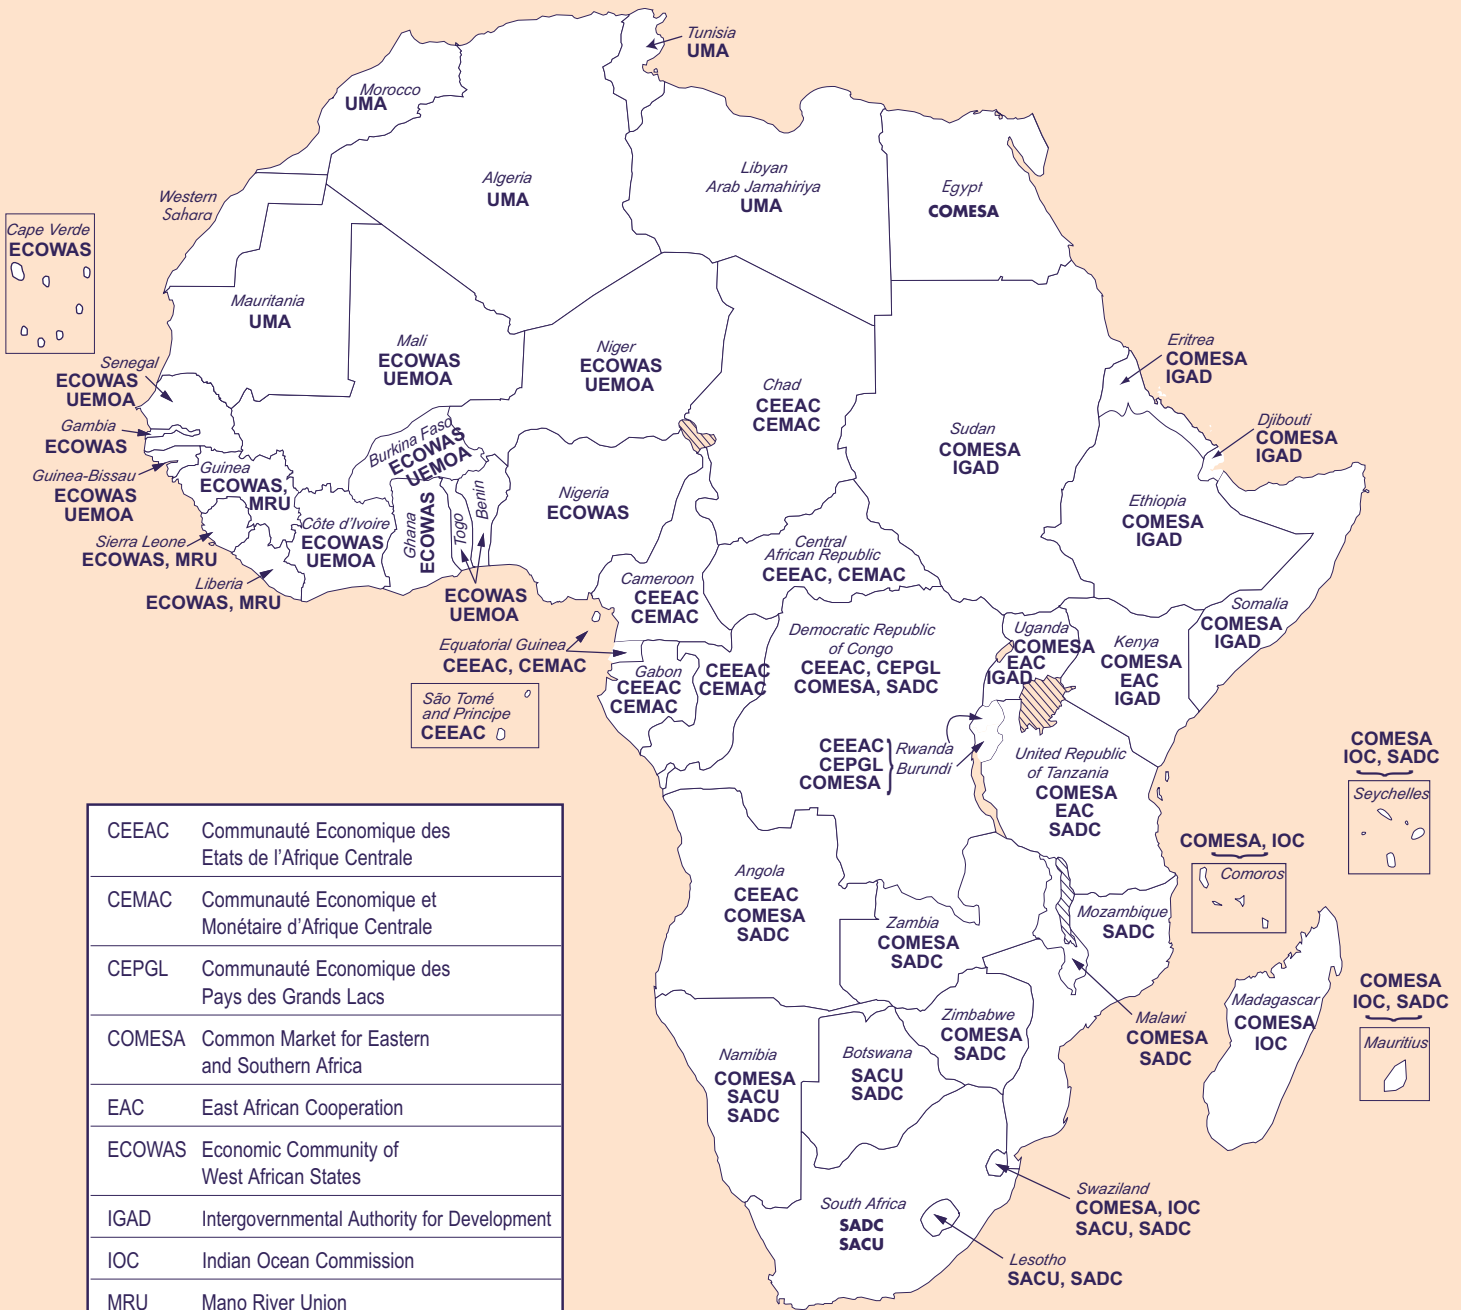 Tunisia
UMA
Morocco
UMA
Algeria
UMA
Libyan
Arab Jamahiriya
UMA
Egypt
COMESA
Western
Sahara
Cape Verde
ECOWAS
Mauritania
UMA
Mali
ECOWAS
UEMOA
Niger
ECOWAS
UEMOA
Chad
CEEAC
CEMAC
Sudan
COMESA
IGAD
Eritrea
COMESA
IGAD
Djibouti
COMESA
IGAD
Ethiopia
COMESA
IGAD
Somalia
COMESA
IGAD
Senegal
ECOWAS
UEMOA
Gambia
ECOWAS
Guinea-Bissau
ECOWAS
UEMOA
Guinea
ECOWAS,
MRU
Sierra Leone
ECOWAS, MRU
Liberia
ECOWAS, MRU
Côte d'Ivoire
ECOWAS
UEMOA
Burkina Faso
ECOWAS
UEMOA
Ghana
ECOWAS
Togo
Benin
ECOWAS
UEMOA
Nigeria
ECOWAS
Cameroon
CEEAC
CEMAC
Central
African Republic
CEEAC, CEMAC
Equatorial Guinea
CEEAC, CEMAC
São Tomé
and Principe
CEEAC
Gabon
CEEAC
CEMAC
CEEAC
CEMAC
Democratic Republic
of Congo
CEEAC, CEPGL
COMESA, SADC
Uganda
COMESA
EAC
IGAD
Kenya
COMESA
EAC
IGAD
CEEAC
CEPGL
COMESA
Rwanda
Burundi
United Republic
of Tanzania
COMESA
EAC
SADC
COMESA
IOC, SADC
Seychelles
COMESA, IOC
Comoros
Angola
CEEAC
COMESA
SADC
Zambia
COMESA
SADC
Mozambique
SADC
Malawi
COMESA
SADC
Madagascar
COMESA
IOC
COMESA
IOC, SADC
Mauritius
Zimbabwe
COMESA
SADC
Namibia
COMESA
SACU
SADC
Botswana
SACU
SADC
South Africa
SADC
SACU
Swaziland
COMESA, IOC
SACU, SADC
Lesotho
SACU, SADC
CEEAC Communauté Economique des
Etats de l'Afrique Centrale
CEMAC Communauté Economique et
Monétaire d'Afrique Centrale
CEPGL Communauté Economique des
Pays des Grands Lacs
COMESA Common Market for Eastern
and Southern Africa
EAC East African Cooperation
ECOWAS Economic Community of
West African States
IGAD Intergovernmental Authority for Development
IOC Indian Ocean Commission
MRU Mano River Union